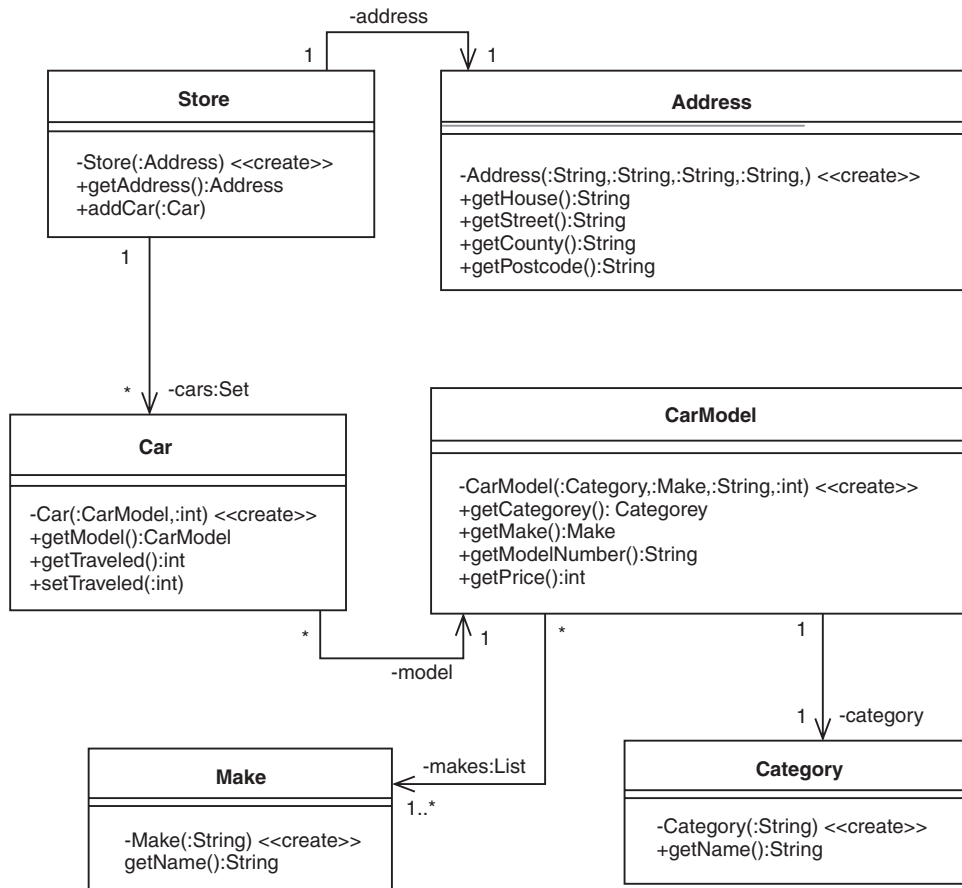 -address
1
1
Store
-Store(:Address) <<create>>
+getAddress():Address
+addCar(:Car)
Address
-Address(:String,:String,:String,:String,) <<create>>
+getHouse():String
+getStreet():String
+getCounty():String
+getPostcode():String
1
*
-cars:Set
Car
-Car(:CarModel,:int) <<create>>
+getModel():CarModel
+getTraveled():int
+setTraveled(:int)
CarModel
-CarModel(:Category,:Make,:String,:int) <<create>>
+getCategorey(): Categorey
+getMake():Make
+getModelNumber():String
+getPrice():int
*
1
-model
*
1
-makes:List
1..*
1
-category
Make
-Make(:String) <<create>>
getName():String
Category
-Category(:String) <<create>>
+getName():String